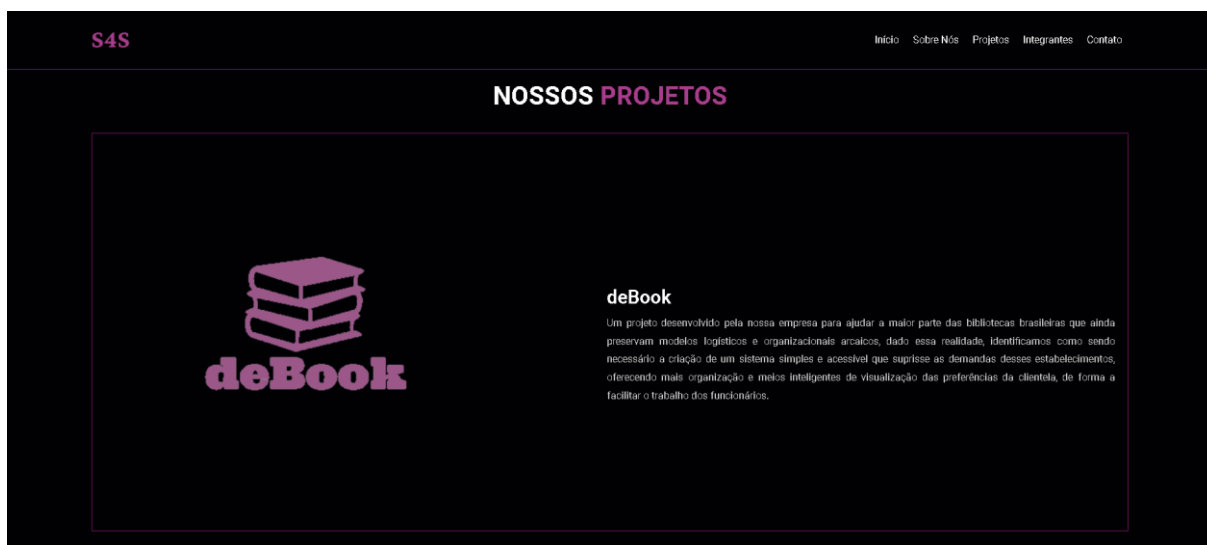 S4S
Início Sobre Nós Projetos Integrantes Contato
NOSSOS PROJETOS
deBook
deBook
Um projeto desenvolvido pela nossa empresa para ajudar a maior parte das bibliotecas brasileiras que ainda
preservam modelos logísticos e organizacionais arcaicos, dado essa realidade, identificamos como sendo
necessário a criação de um sistema simples e acessível que suprisse as demandas desses estabelecimentos,
oferecendo mais organização e meios inteligentes de visualização das preferências da clientela, de forma a
facilitar o trabalho dos funcionários.